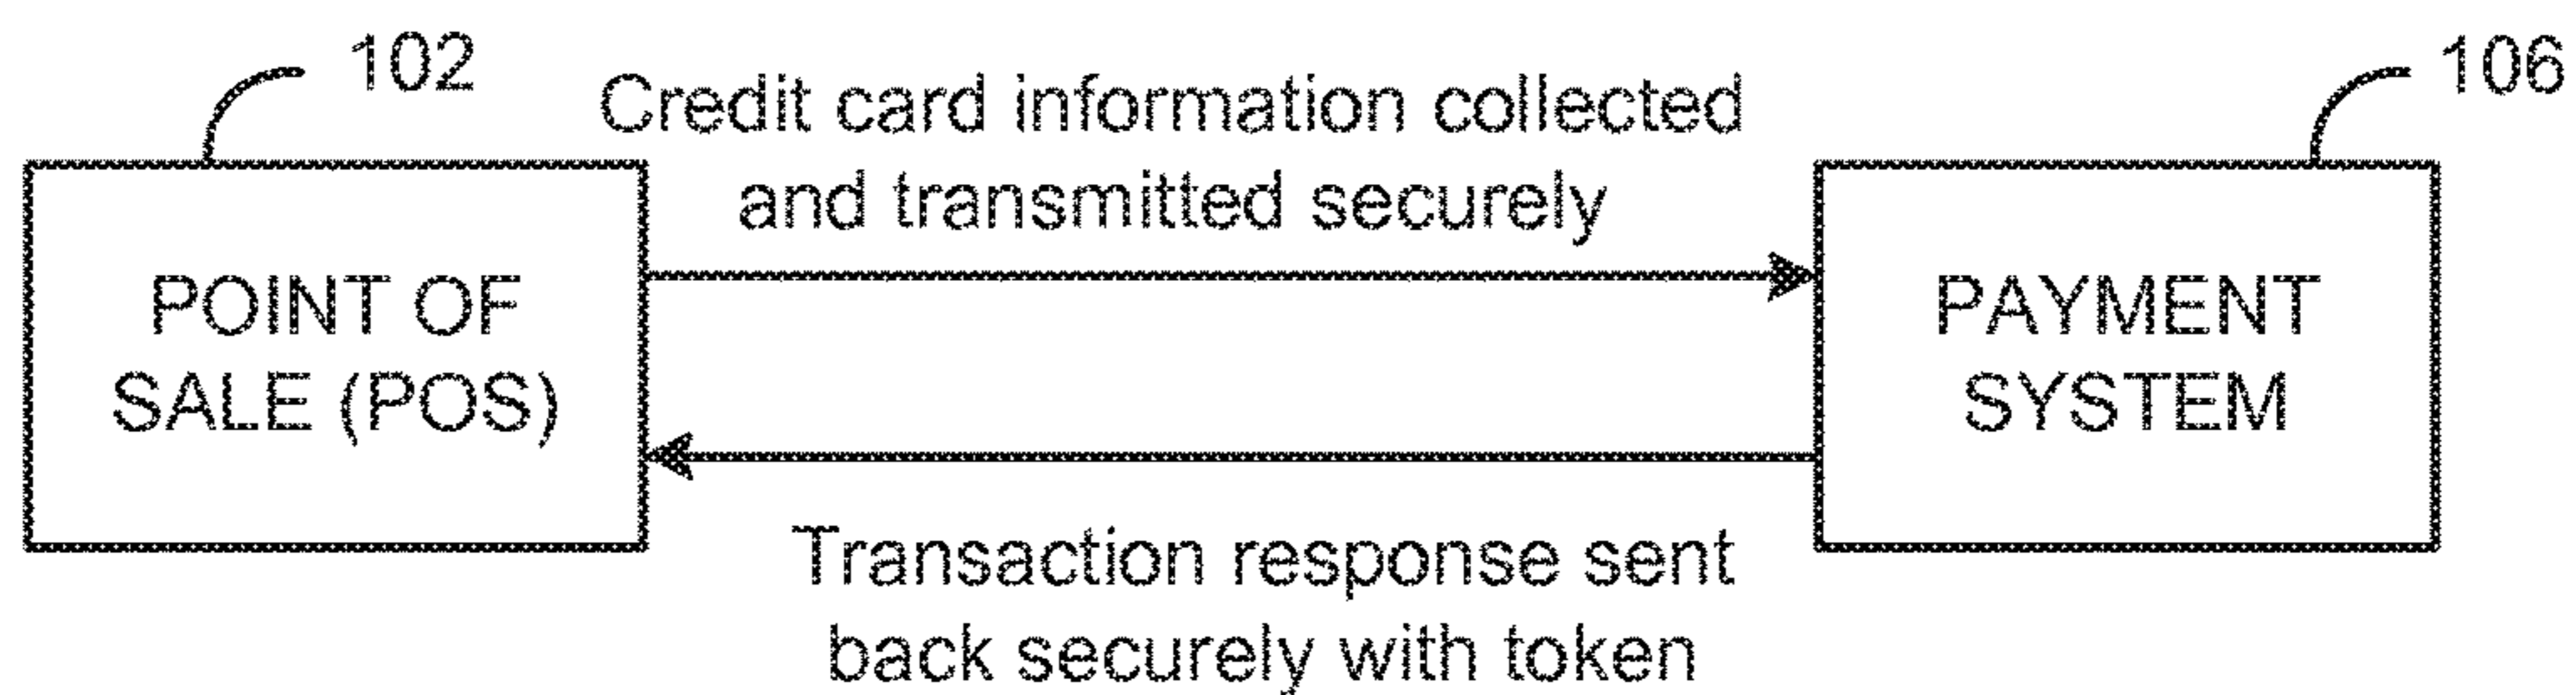 102
Credit card information collected
and transmitted securely
106
POINT OF
SALE (POS)
PAYMENT
SYSTEM
Transaction response sent
back securely with token